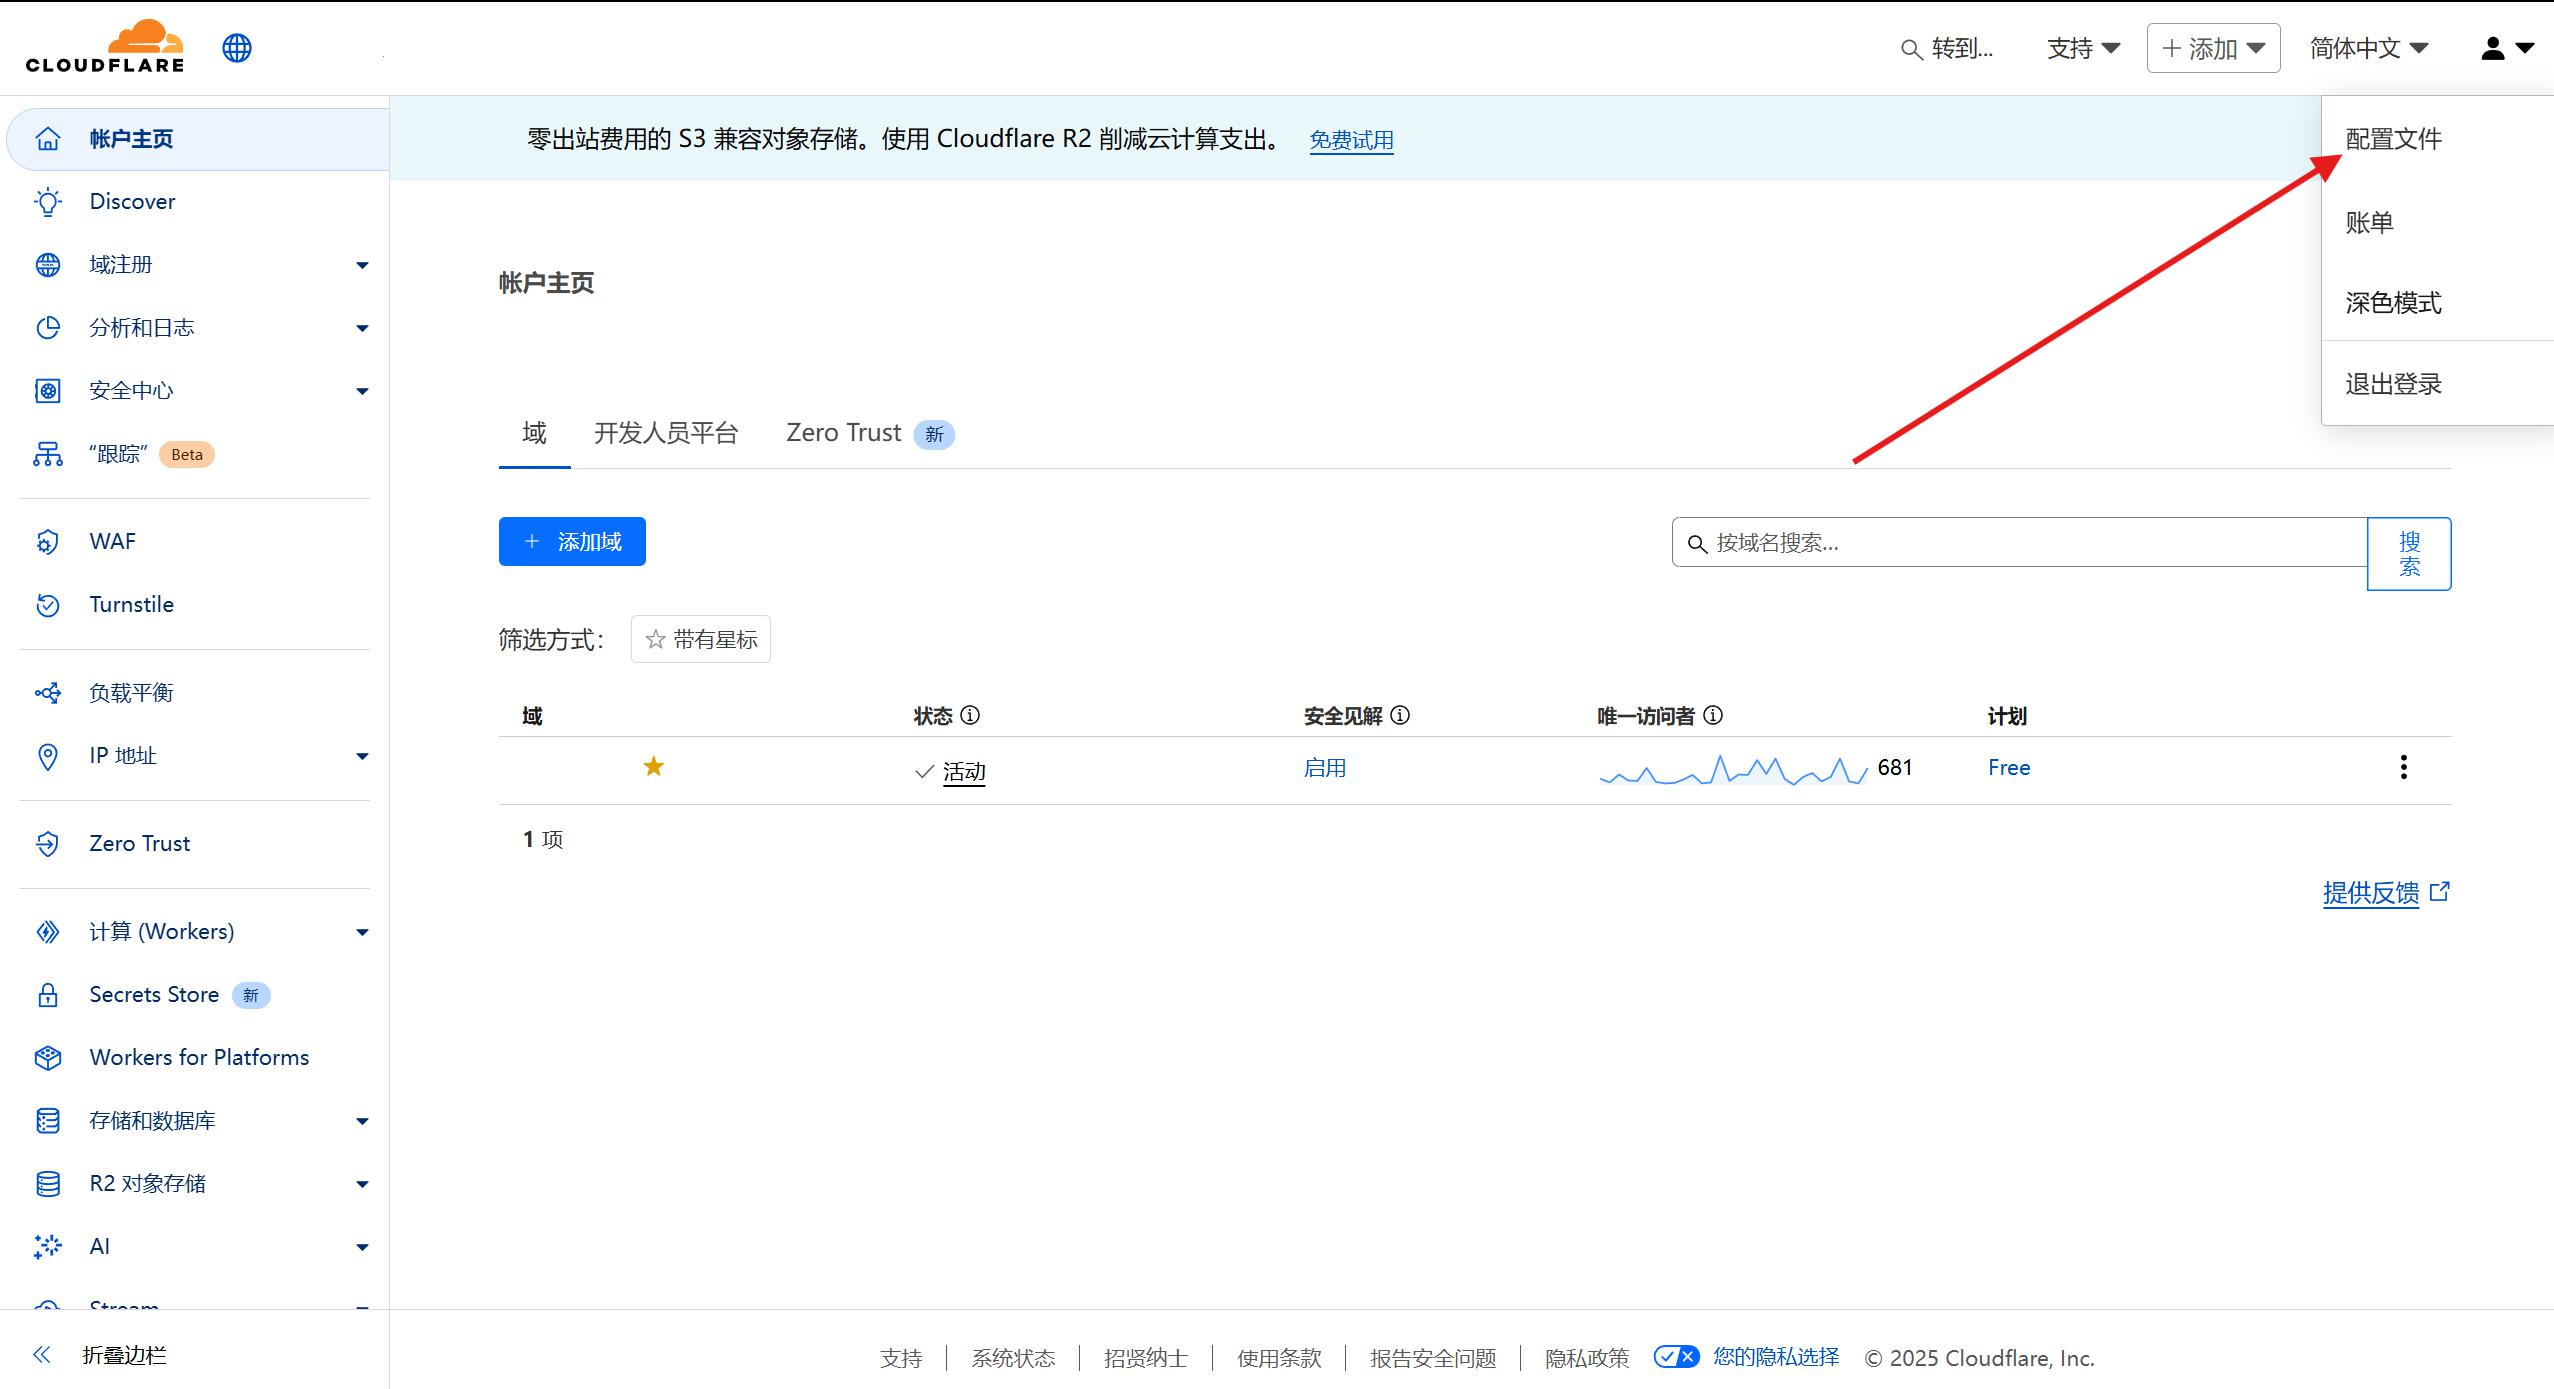 CLOUDFLARE
转到...
支持
添加
简体中文
帐户主页
Discover
域注册
分析和日志
安全中心
“跟踪” Beta
WAF
Turnstile
负载平衡
IP 地址
Zero Trust
计算 (Workers)
Secrets Store 新
Workers for Platforms
存储和数据库
R2 对象存储
AI
Stream
折叠边栏
零出站费用的 S3 兼容对象存储。使用 Cloudflare R2 削减云计算支出。 免费试用
配置文件
账单
深色模式
退出登录
帐户主页
域 开发人员平台 Zero Trust 新
添加域
按域名搜索...
搜
索
筛选方式： 带有星标
域 状态 安全见解 唯一访问者 计划
活动 启用 681 Free
1 项
提供反馈
支持 系统状态 招贤纳士 使用条款 报告安全问题 隐私政策 您的隐私选择 © 2025 Cloudflare, Inc.